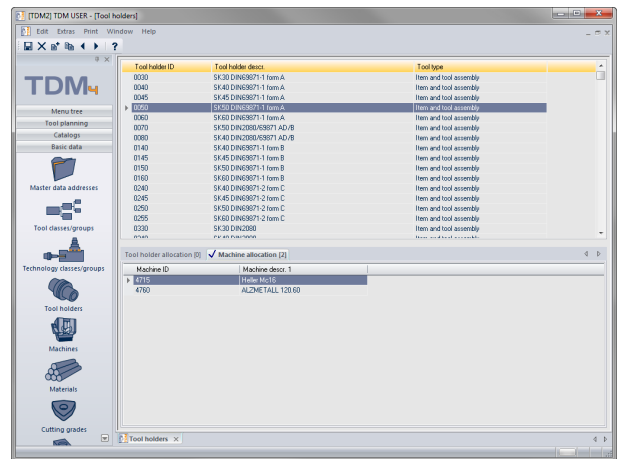 [TDM2] TDM USER - [Tool holders]
Edit Extras Print Window Help
TDM4
Menu tree
Tool planning
Catalogs
Basic data
Master data addresses
Tool classes/groups
Technology classes/groups
Tool holders
Machines
Materials
Cutting grades
Tool holder ID Tool holder descr. Tool type
0030 SK30 DIN69871-1 form A Item and tool assembly
0040 SK40 DIN69871-1 form A Item and tool assembly
0045 SK45 DIN69871-1 form A Item and tool assembly
0050 SK50 DIN69871-1 form A Item and tool assembly
0060 SK60 DIN69871-1 form A Item and tool assembly
0070 SK50 DIN2080/69871 AD/B Item and tool assembly
0080 SK40 DIN2080/69871 AD/B Item and tool assembly
0140 SK40 DIN69871-1 form B Item and tool assembly
0145 SK45 DIN69871-1 form B Item and tool assembly
0150 SK50 DIN69871-1 form B Item and tool assembly
0160 SK60 DIN69871-1 form B Item and tool assembly
0240 SK40 DIN69871-2 form C Item and tool assembly
0245 SK45 DIN69871-2 form C Item and tool assembly
0250 SK50 DIN69871-2 form C Item and tool assembly
0255 SK60 DIN69871-2 form C Item and tool assembly
0330 SK30 DIN2080 Item and tool assembly
0340 SK40 DIN2080 Item and tool assembly
Tool holder allocation [0] Machine allocation [2]
Machine ID Machine descr. 1
4715 Heller Mc16
4760 ALZMETALL 120.60
Tool holders